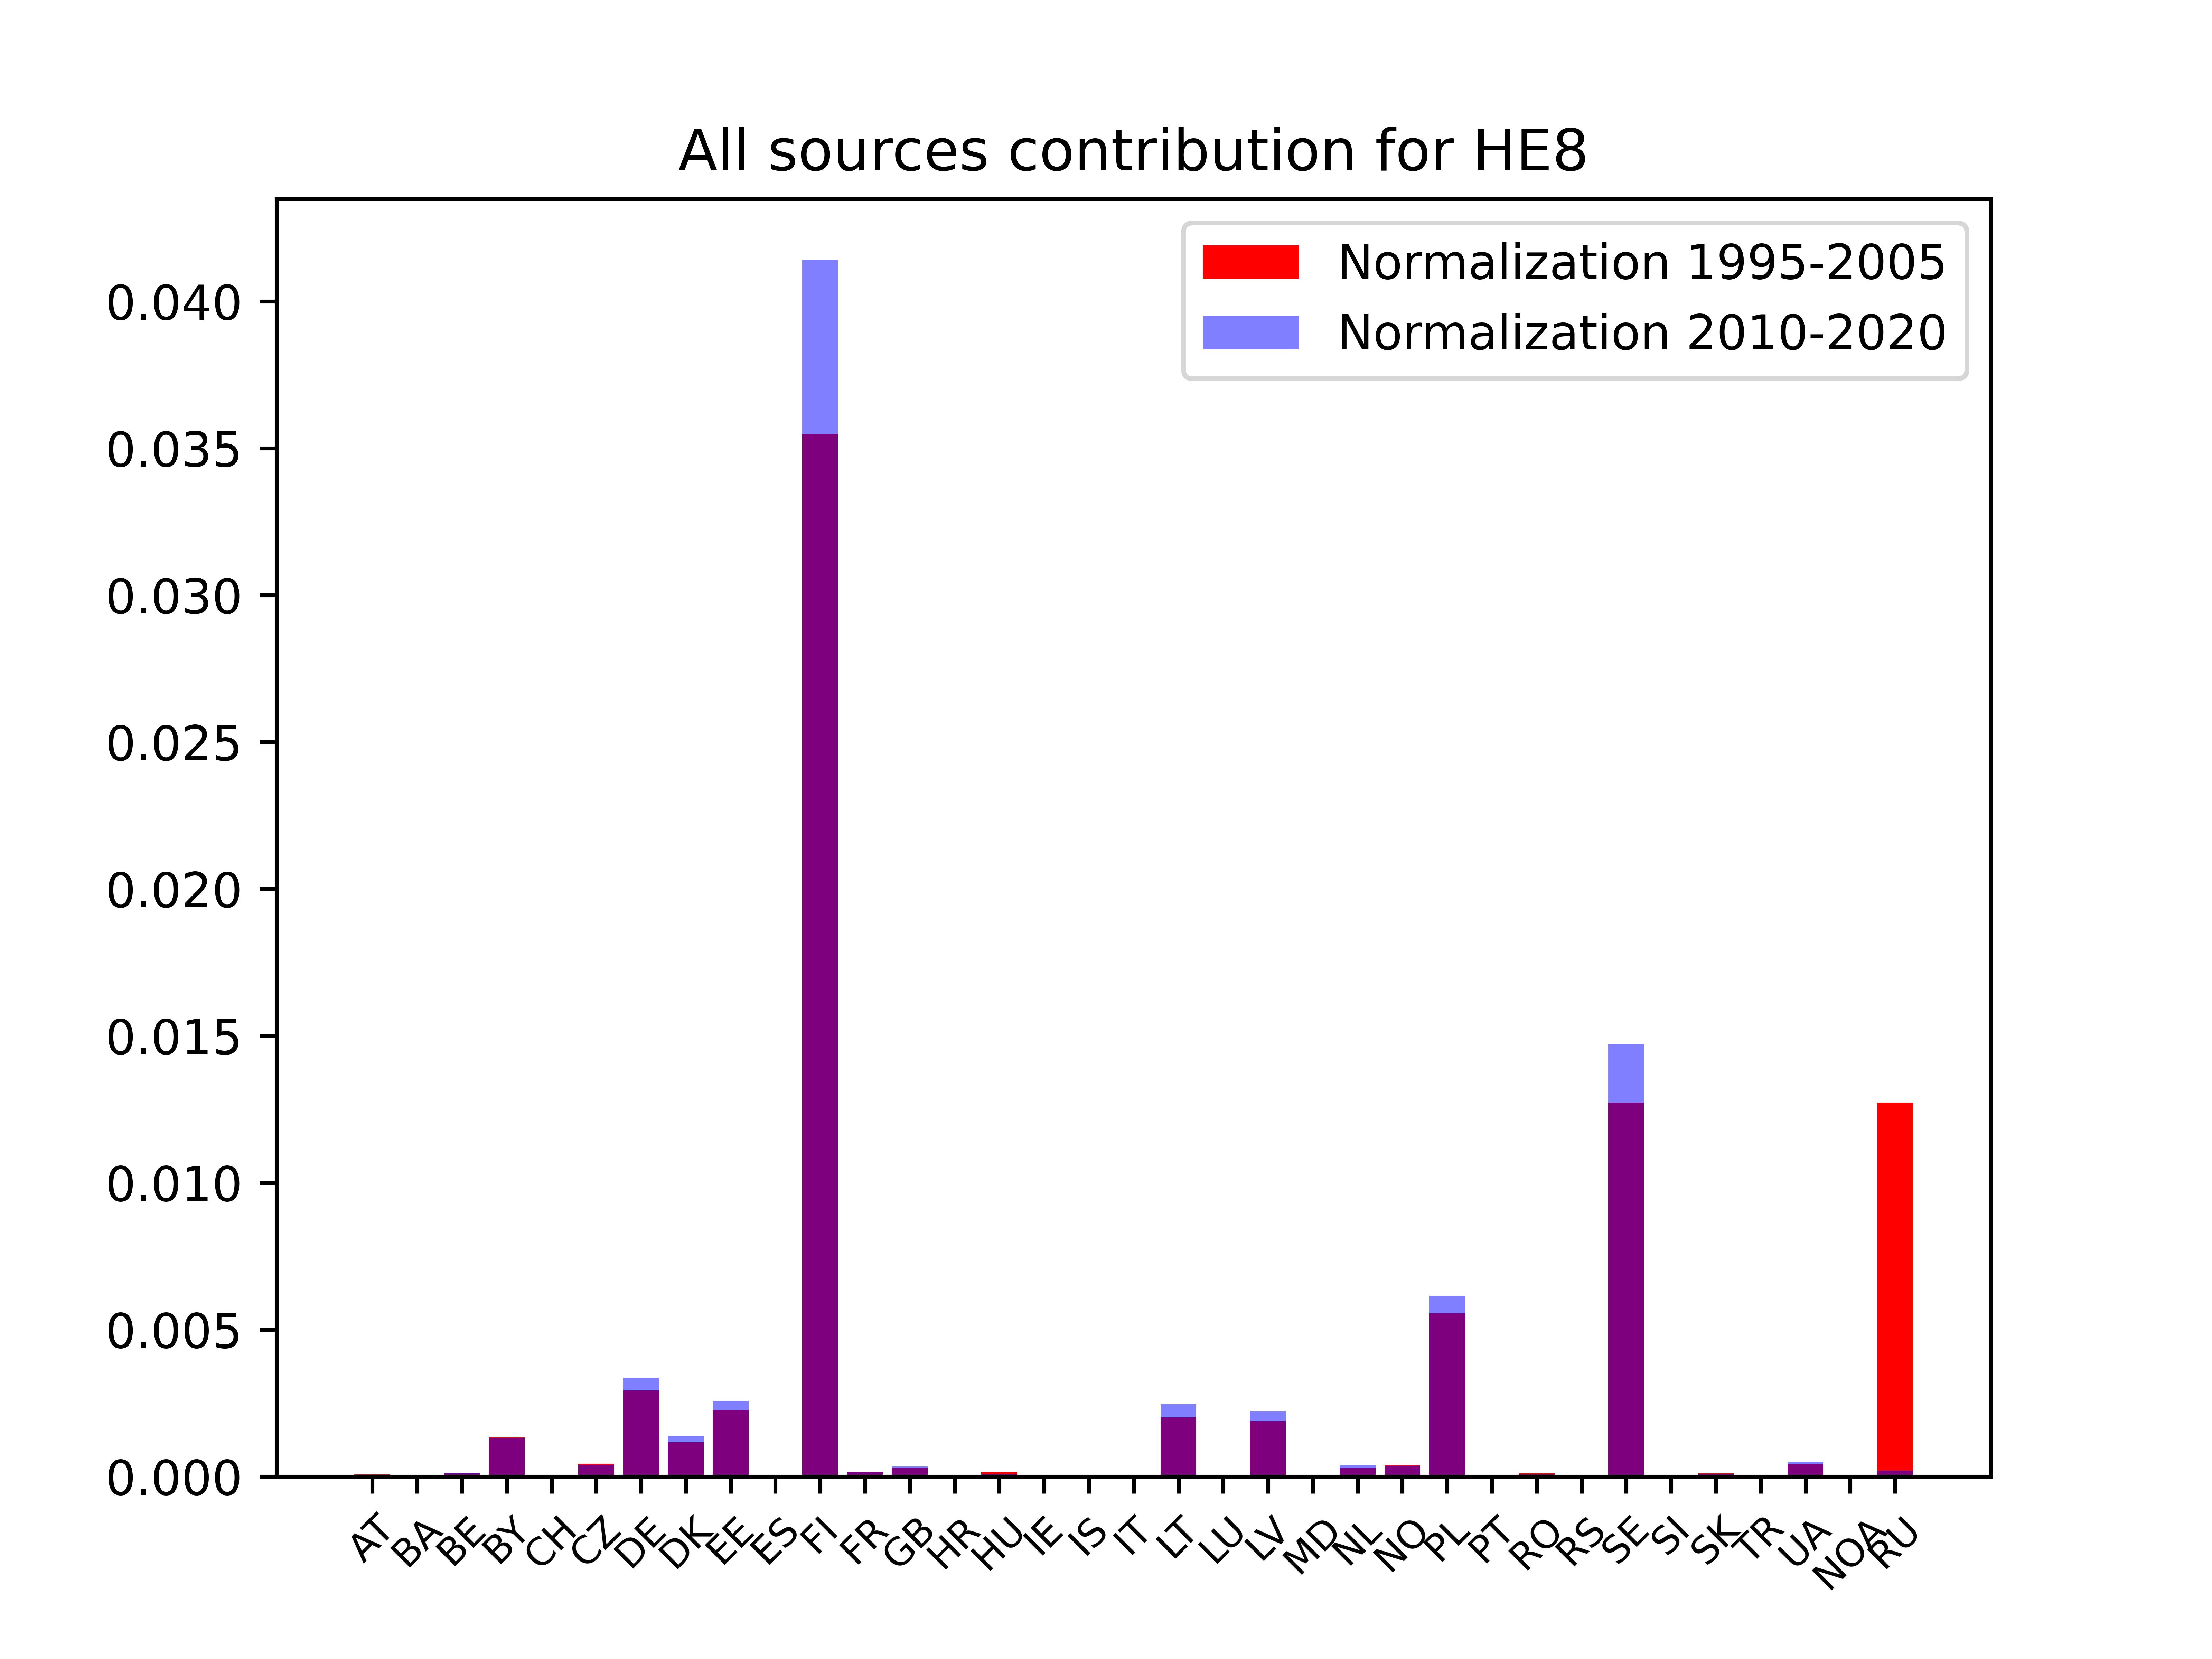 All sources contribution for HE8
Normalization 1995-2005
Normalization 2010-2020
0.040
0.035
0.030
0.025
0.020
0.015
0.010
0.005
0.000
AT BA BE BY CH CZ DE DK EE ES FI FR GB HR HU IE IS IT LT LU LV MD NL NO PL PT RO RS SE SI SK TR UA NOA RU